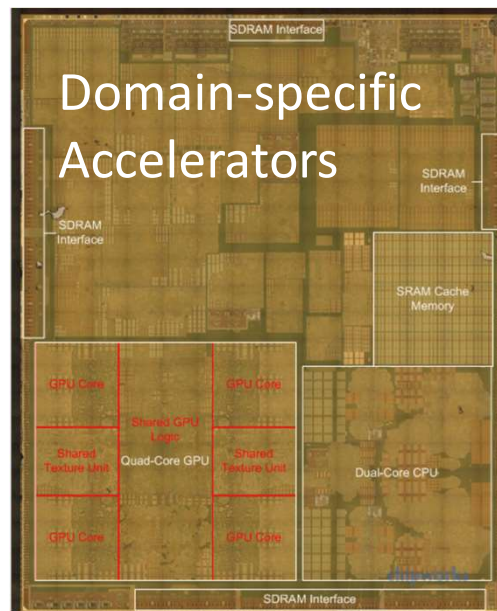 SDRAM Interface
Domain-specific
Accelerators
SDRAM
Interface
SDRAM
Interface
SRAM Cache
Memory
GPU Core
GPU Core
Shared GPU
Logic
Shared
Texture Unit
Quad-Core GPU
Shared
Texture Unit
Dual-Core CPU
GPU Core
GPU Core
chipworks
SDRAM Interface